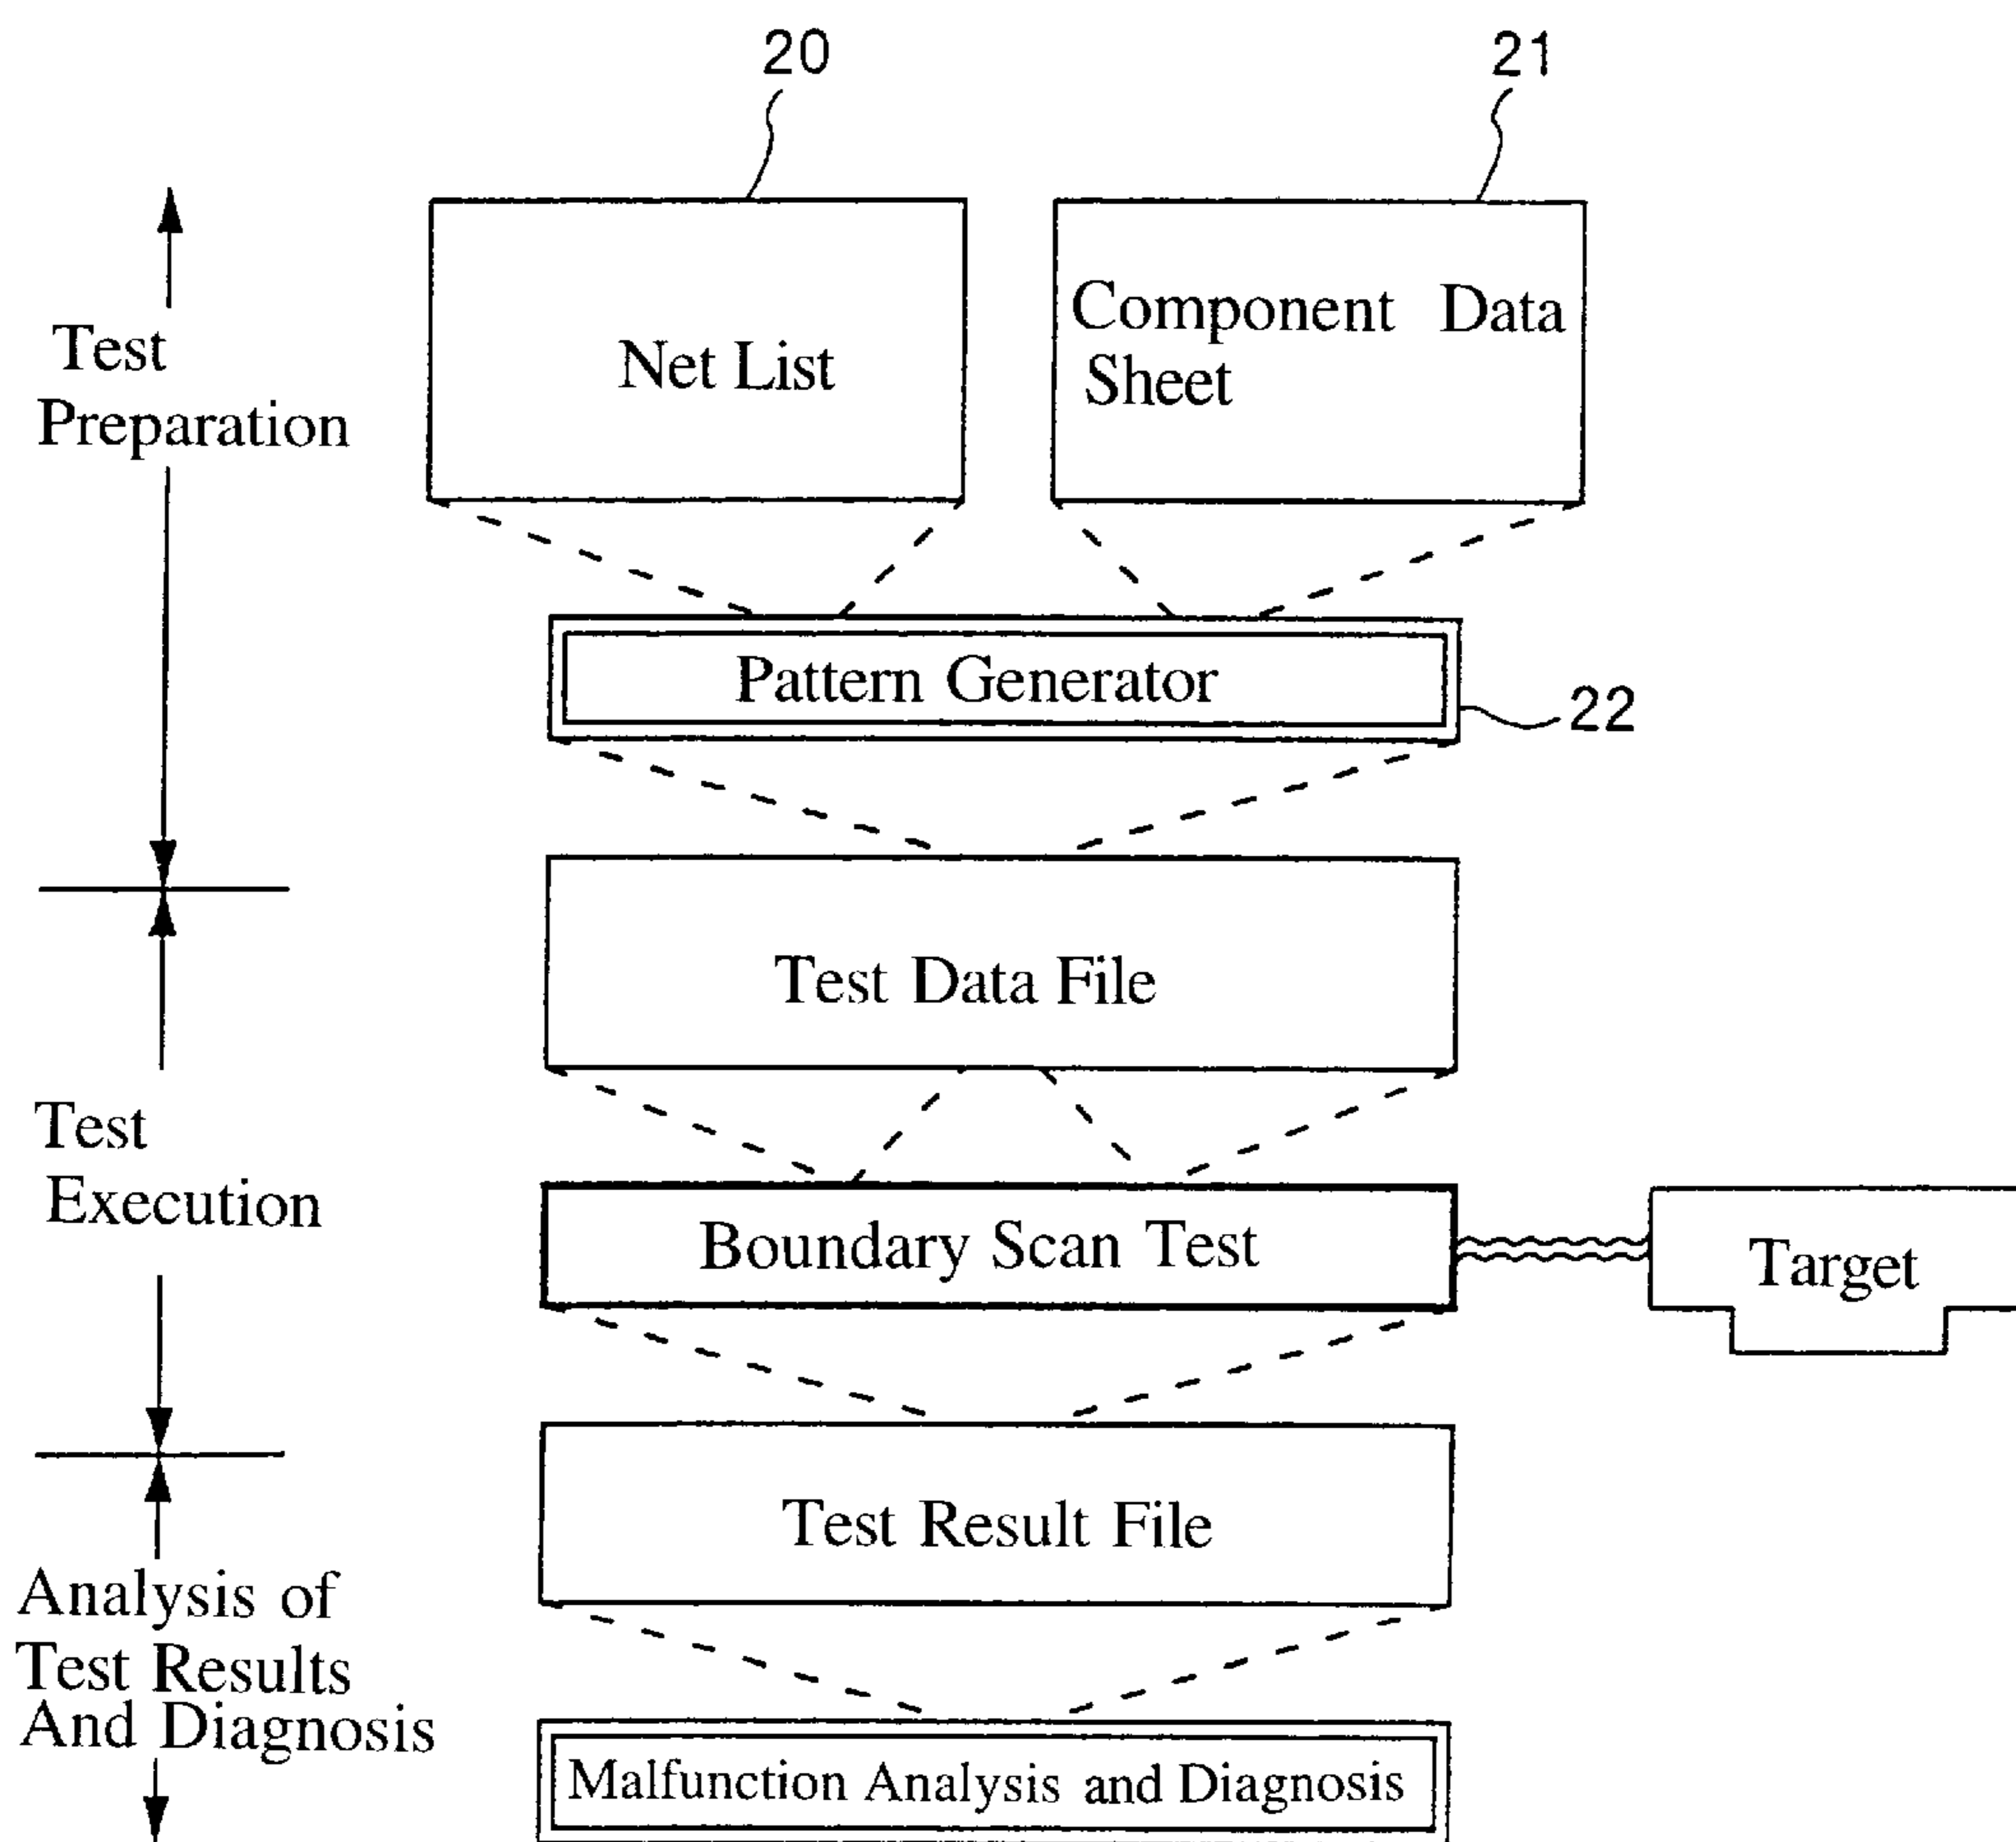 20
21
Test
Preparation
Net List
Component Data
Sheet
Pattern Generator
22
Test Data File
Test
Execution
Boundary Scan Test
Target
Test Result File
Analysis of
Test Results
And Diagnosis
Malfunction Analysis and Diagnosis